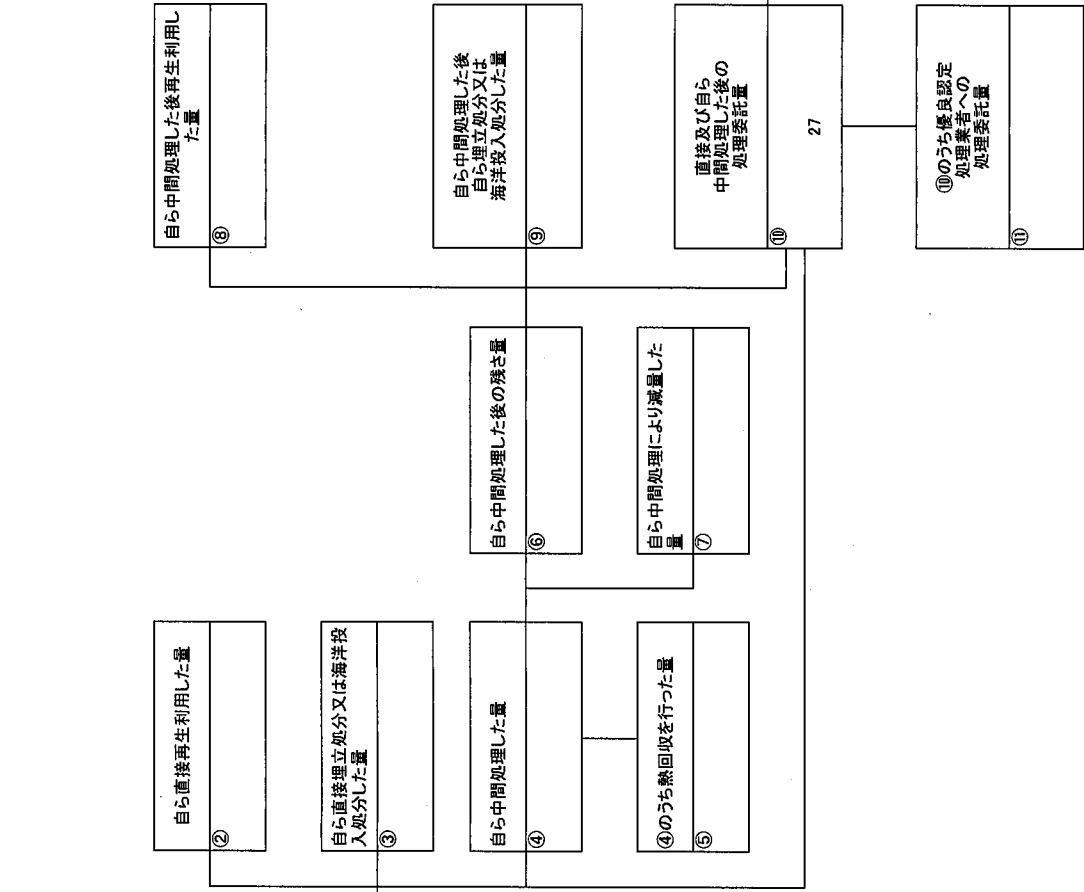 自ら直接再生利用した量
②
自ら直接埋立処分又は海洋投
入処分した量
③
自ら中間処理した量
④
④のうち熱回収を行った量
⑤
自ら中間処理した後の残さ量
⑥
自ら中間処理により減量した
量
⑦
自ら中間処理した後再生利用し
た量
⑧
自ら中間処理した後
自ら埋立処分又は
海洋投入処分した量
⑨
直接及び自ら
中間処理した後の
処理委託量
⑩
27
⑩のうち優良認定
処理業者への
処理委託量
⑪